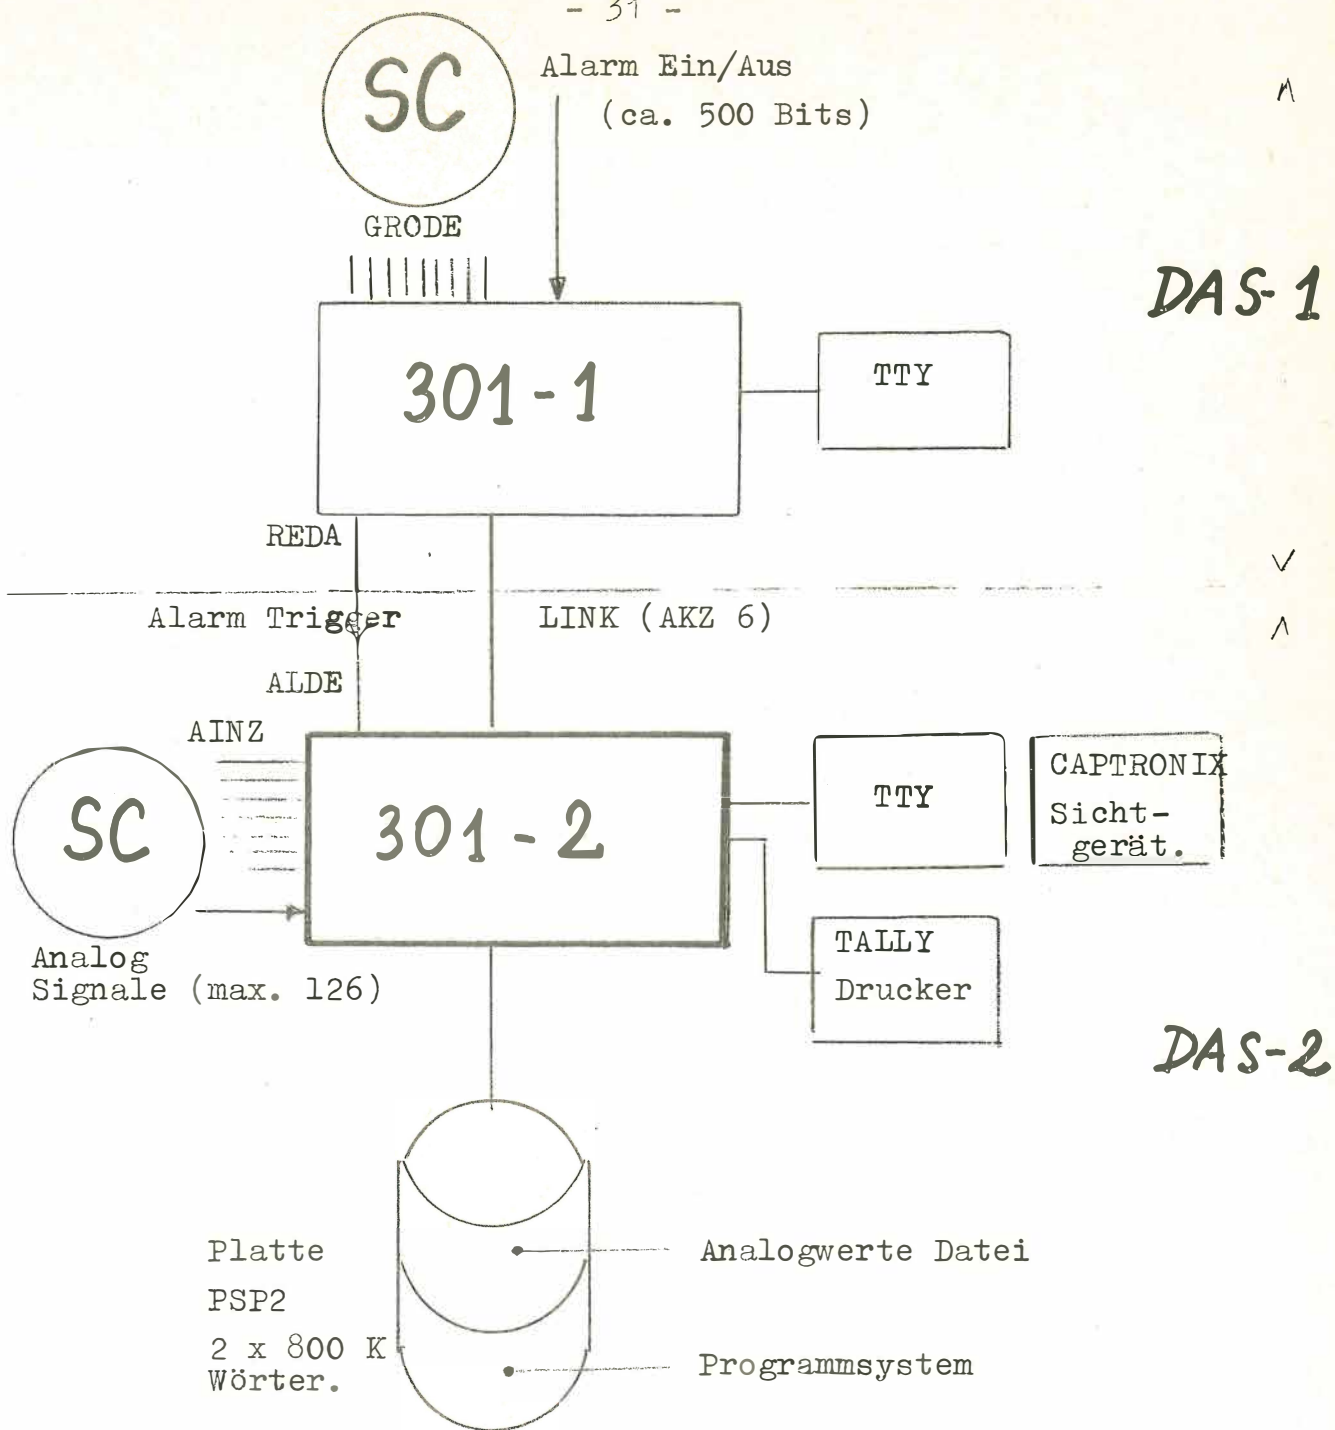 - 31 -
SC
Alarm Ein/Aus
(ca. 500 Bits)
GRODE
DAS-1
301-1
TTY
REDA
Alarm Trigger
LINK (AKZ 6)
ALDE
AINZ
SC
301-2
TTY
CAPTRONIX
Sicht-
gerät.
TALLY
Drucker
Analog
Signale (max. 126)
DAS-2
Platte
PSP2
2 x 800 K
Wörter.
Analogwerte Datei
Programmsystem